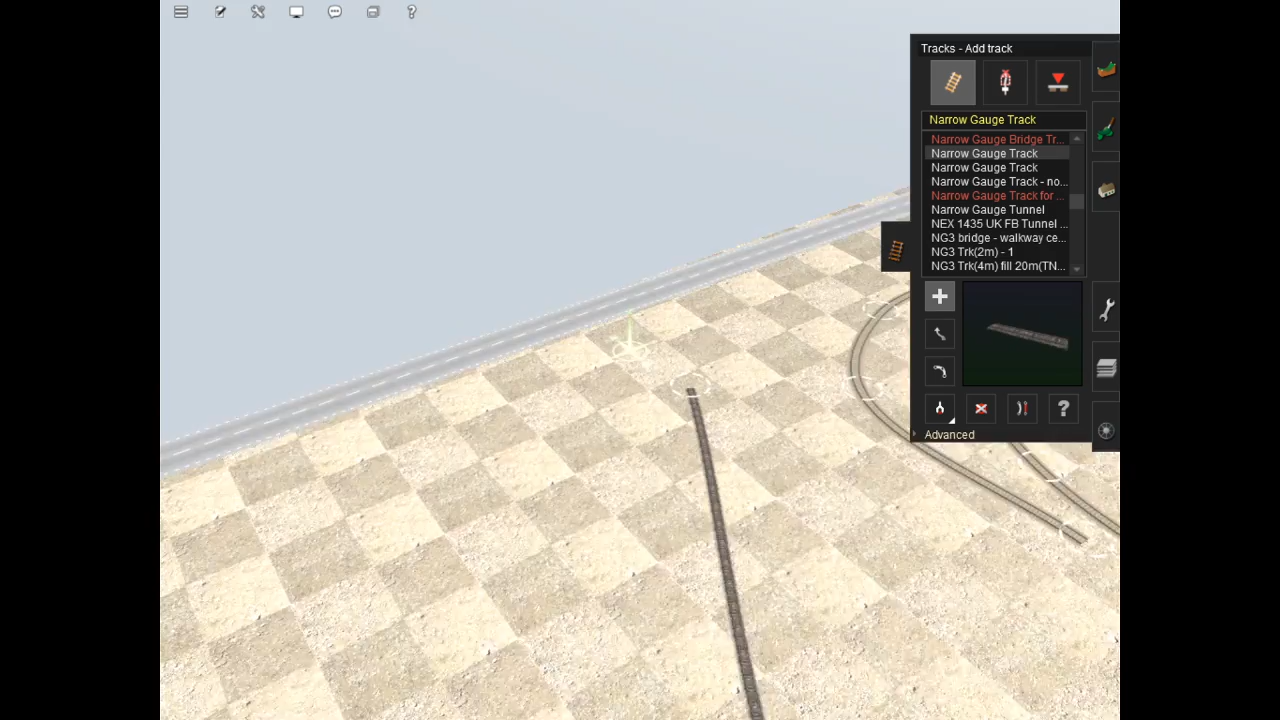 Tracks - Add track
Narrow Gauge Track
Narrow Gauge Bridge Tr...
Narrow Gauge Track
Narrow Gauge Track
Narrow Gauge Track - no...
Narrow Gauge Track for ...
Narrow Gauge Tunnel
NEX 1435 UK FB Tunnel ...
NG3 bridge - walkway ce...
NG3 Trk(2m) - 1
NG3 Trk(4m) fill 20m(TN...
Advanced